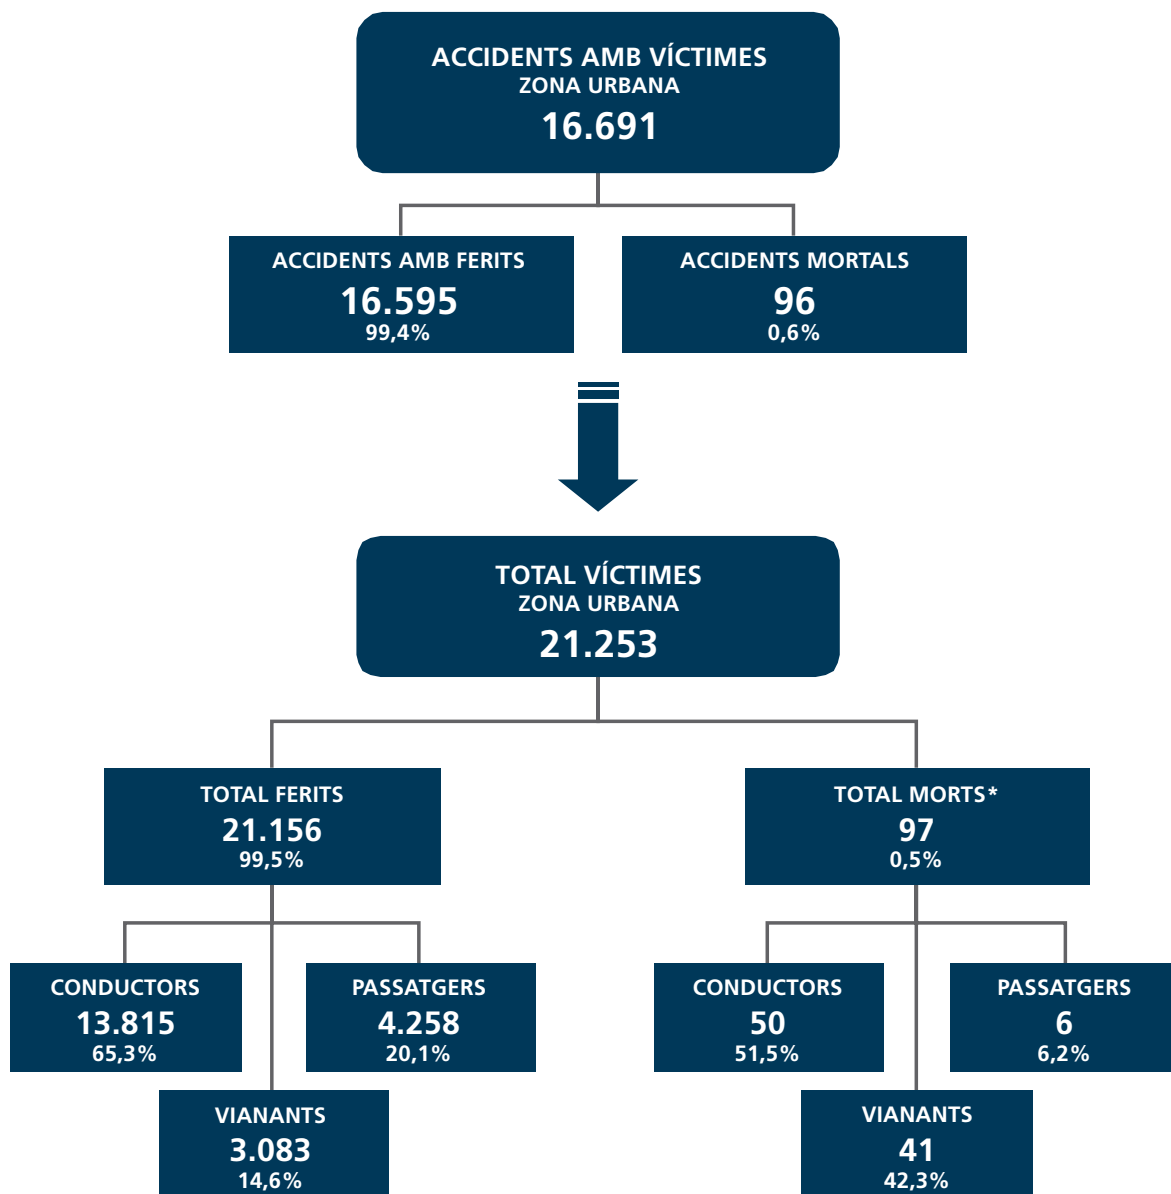 ACCIDENTS AMB VÍCTIMES
ZONA URBANA
16.691
ACCIDENTS AMB FERITS
16.595
99,4%
ACCIDENTS MORTALS
96
0,6%
TOTAL VÍCTIMES
ZONA URBANA
21.253
TOTAL FERITS
21.156
99,5%
TOTAL MORTS*
97
0,5%
CONDUCTORS
13.815
65,3%
PASSATGERS
4.258
20,1%
VIANANTS
3.083
14,6%
CONDUCTORS
50
51,5%
PASSATGERS
6
6,2%
VIANANTS
41
42,3%